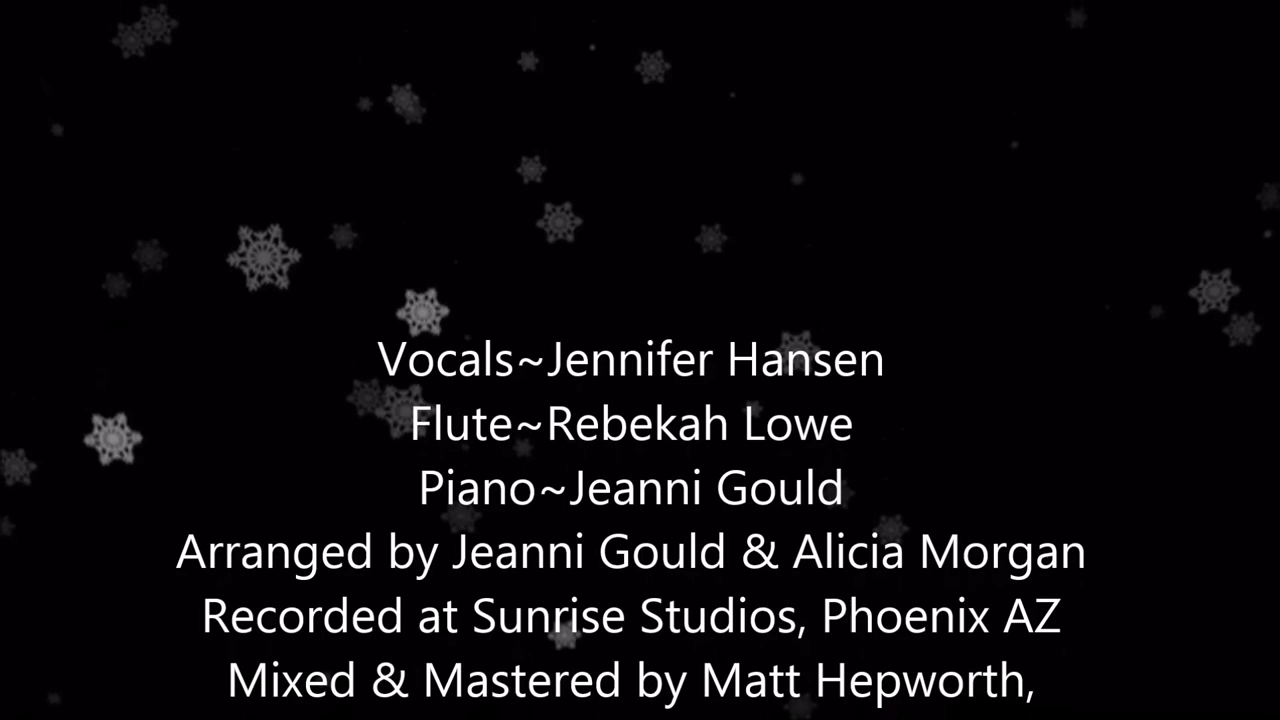 Vocals~Jennifer Hansen
Flute~Rebekah Lowe
Piano~Jeanni Gould
Arranged by Jeanni Gould & Alicia Morgan
Recorded at Sunrise Studios, Phoenix AZ
Mixed & Mastered by Matt Hepworth,